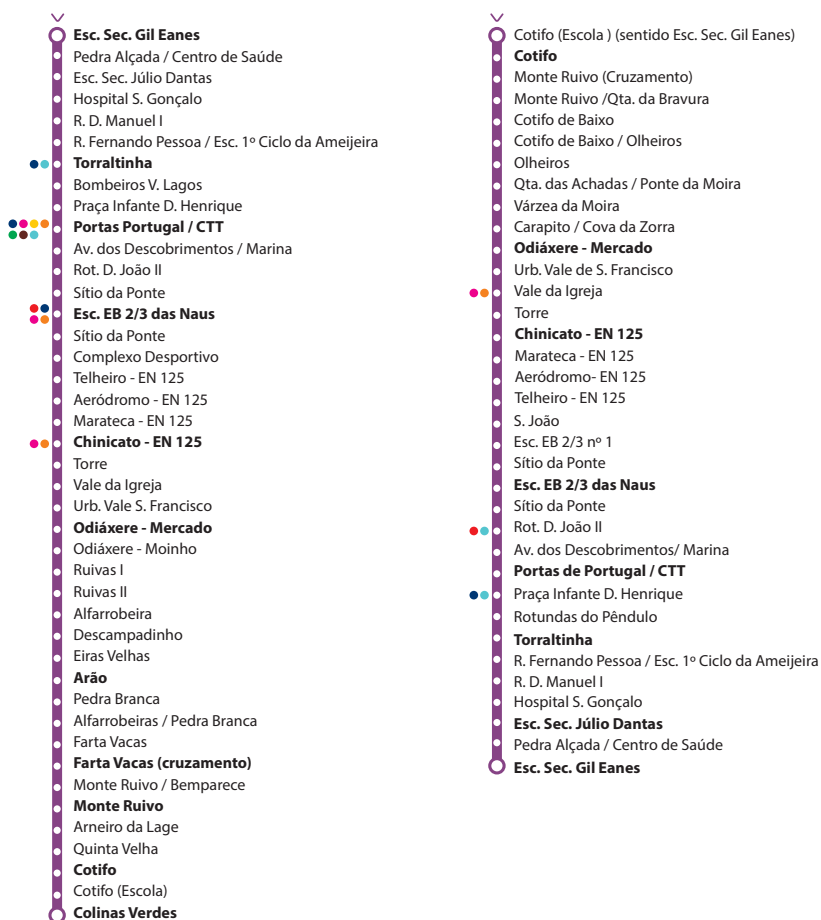 Esc. Sec. Gil Eanes
Pedra Alçada / Centro de Saúde
Esc. Sec. Júlio Dantas
Hospital S. Gonçalo
R. D. Manuel I
R. Fernando Pessoa / Esc. 1º Ciclo da Ameijeira
Torraltinha
Bombeiros V. Lagos
Praça Infante D. Henrique
Portas Portugal / CTT
Av. dos Descobrimentos / Marina
Rot. D. João II
Sítio da Ponte
Esc. EB 2/3 das Naus
Sítio da Ponte
Complexo Desportivo
Telheiro - EN 125
Aeródromo - EN 125
Marateca - EN 125
Chinicato - EN 125
Torre
Vale da Igreja
Urb. Vale S. Francisco
Odiáxere - Mercado
Odiáxere - Moinho
Ruivas I
Ruivas II
Alfarrobeira
Descampadinho
Eiras Velhas
Arão
Pedra Branca
Alfarrobeiras / Pedra Branca
Farta Vacas
Farta Vacas (cruzamento)
Monte Ruivo / Bemparece
Monte Ruivo
Arneiro da Lage
Quinta Velha
Cotifo
Cotifo (Escola)
Colinas Verdes
Cotifo (Escola ) (sentido Esc. Sec. Gil Eanes)
Cotifo
Monte Ruivo (Cruzamento)
Monte Ruivo /Qta. da Bravura
Cotifo de Baixo
Cotifo de Baixo / Olheiros
Olheiros
Qta. das Achadas / Ponte da Moira
Várzea da Moira
Carapito / Cova da Zorra
Odiáxere - Mercado
Urb. Vale de S. Francisco
Vale da Igreja
Torre
Chinicato - EN 125
Marateca - EN 125
Aeródromo- EN 125
Telheiro - EN 125
S. João
Esc. EB 2/3 nº 1
Sítio da Ponte
Esc. EB 2/3 das Naus
Sítio da Ponte
Rot. D. João II
Av. dos Descobrimentos/ Marina
Portas de Portugal / CTT
Praça Infante D. Henrique
Rotundas do Pêndulo
Torraltinha
R. Fernando Pessoa / Esc. 1º Ciclo da Ameijeira
R. D. Manuel I
Hospital S. Gonçalo
Esc. Sec. Júlio Dantas
Pedra Alçada / Centro de Saúde
Esc. Sec. Gil Eanes